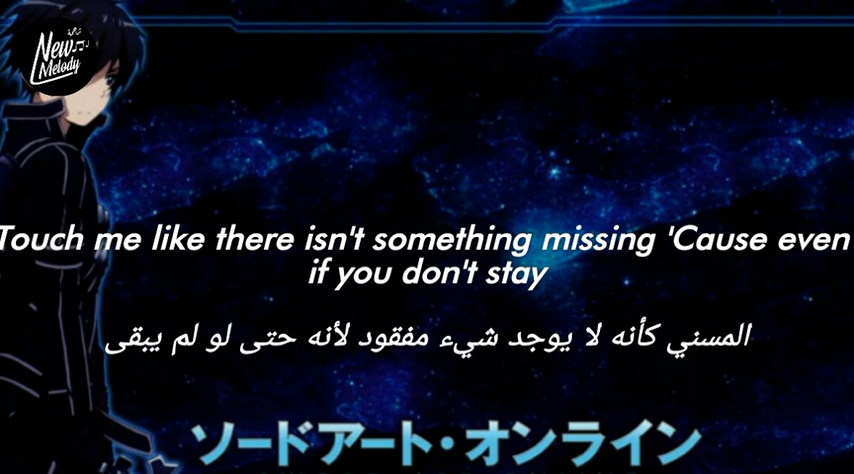 New
Melody
Touch me like there isn't something missing 'Cause even
if you don't stay
المسني كأنه لا يوجد شيء مفقود لأنه حتى لو لم يبقى
ソードアート・オンライン